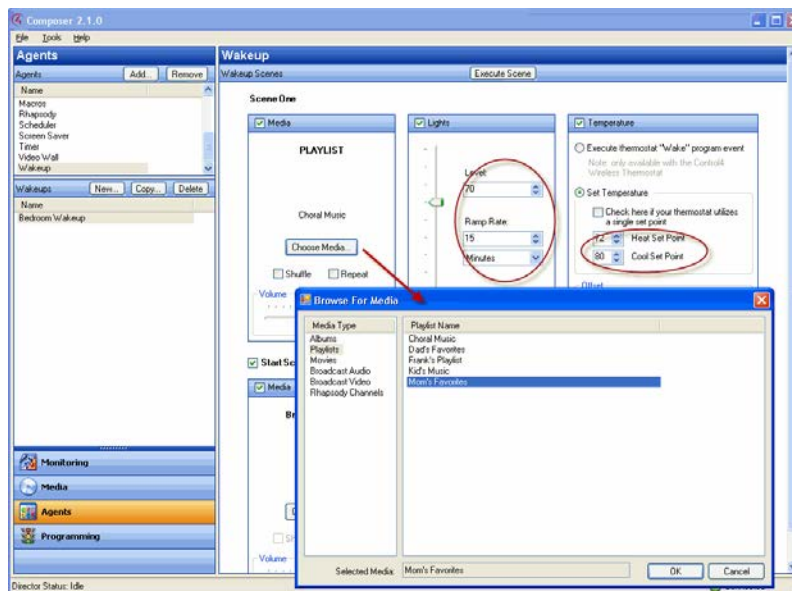 Composer 2.1.0
File Tools Help
Agents
Agents Add... Remove
Name
Macros
Rhapsody
Scheduler
Screen Saver
Timer
Video Wall
Wakeup
Wakeups New... Copy... Delete
Name
Bedroom Wakeup
Monitoring
Media
Agents
Programming
Director Status: Idle
Wakeup
Wakeup Scenes Execute Scene
Scene One
Media
PLAYLIST
Choral Music
Choose Media...
Shuffle Repeat
Volume
Lights
Level:
70
Ramp Rate:
15
Minutes
Temperature
Execute thermostat "Wake" program event
Note: only available with the Control4
Wireless Thermostat
Set Temperature
Check here if your thermostat utilizes
a single set point
72 Heat Set Point
80 Cool Set Point
Offset
Media
Volume
Browse For Media
Media Type
Albums
Playlists
Movies
Broadcast Audio
Broadcast Video
Rhapsody Channels
Playlist Name
Choral Music
Dad's Favorites
Frank's Playlist
Kid's Music
Mom's Favorites
Selected Media: Mom's Favorites
OK Cancel